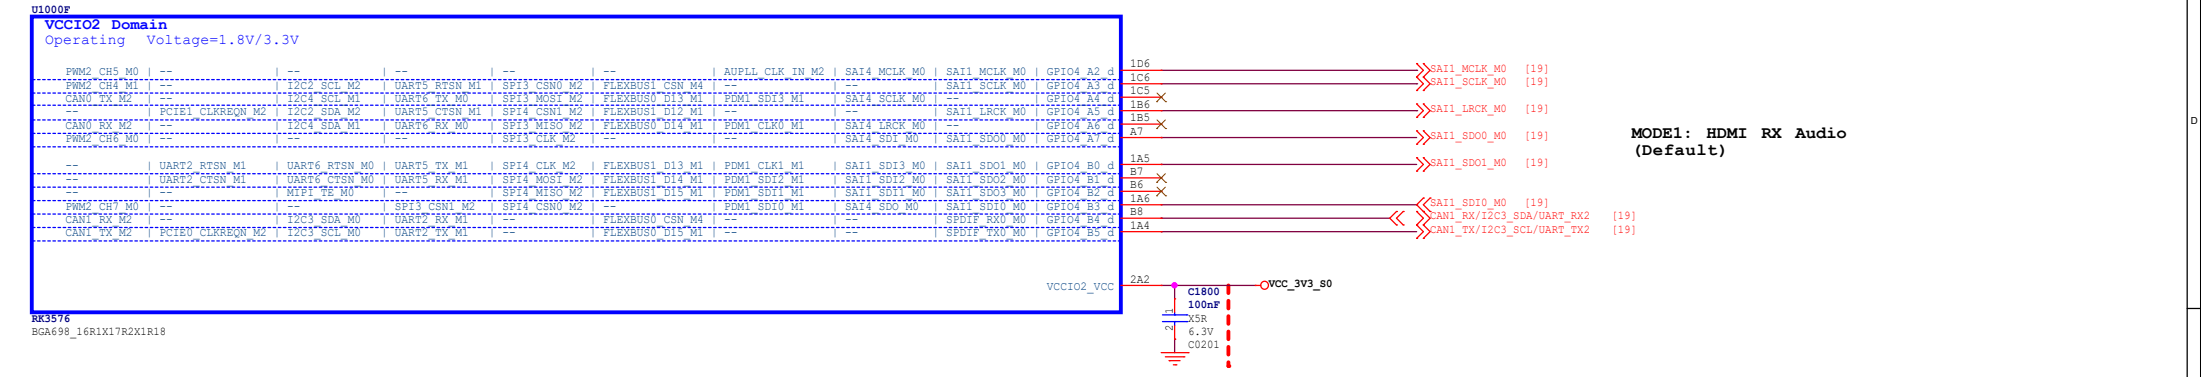 U1000F
VCCIO2 Domain
Operating Voltage=1.8V/3.3V
PWM2_CH5_M0 | -- | -- | -- | -- | -- | AUPLL_CLK_IN_M2 | SAI4_MCLK_M0 | SAI1_MCLK_M0 | GPIO4_A2_d 1D6 SAI1_MCLK_M0 [19]
PWM2_CH4_M1 | -- | I2C2_SCL_M2 | UART5_RTSN_M1 | SPI3_CSN0_M2 | FLEXBUS1_CSN_M4 | -- | -- | SAI1_SCLK_M0 | GPIO4_A3_d 1C6 SAI1_SCLK_M0 [19]
CAN0_TX_M2 | -- | I2C4_SCL_M1 | UART6_TX_M0 | SPI3_MOSI_M2 | FLEXBUS0_D13_M1 | PDM1_SDI3_M1 | SAI4_SCLK_M0 | -- | GPIO4_A4_d 1C5
-- | PCIE1_CLKREQN_M2 | I2C2_SDA_M2 | UART5_CTSN_M1 | SPI4_CSN1_M2 | FLEXBUS1_D12_M1 | -- | -- | SAI1_LRCK_M0 | GPIO4_A5_d 1B6 SAI1_LRCK_M0 [19]
CAN0_RX_M2 | -- | I2C4_SDA_M1 | UART6_RX_M0 | SPI3_MISO_M2 | FLEXBUS0_D14_M1 | PDM1_CLK0_M1 | SAI4_LRCK_M0 | -- | GPIO4_A6_d 1B5
PWM2_CH6_M0 | -- | -- | -- | SPI3_CLK_M2 | -- | -- | SAI4_SDI_M0 | SAI1_SDO0_M0 | GPIO4_A7_d A7 SAI1_SDO0_M0 [19]
MODE1: HDMI RX Audio
(Default)
-- | UART2_RTSN_M1 | UART6_RTSN_M0 | UART5_TX_M1 | SPI4_CLK_M2 | FLEXBUS1_D13_M1 | PDM1_CLK1_M1 | SAI1_SDI3_M0 | SAI1_SDO1_M0 | GPIO4_B0_d 1A5 SAI1_SDO1_M0 [19]
-- | UART2_CTSN_M1 | UART6_CTSN_M0 | UART5_RX_M1 | SPI4_MOSI_M2 | FLEXBUS1_D14_M1 | PDM1_SDI2_M1 | SAI1_SDI2_M0 | SAI1_SDO2_M0 | GPIO4_B1_d B7
-- | -- | MIPI_TE_M0 | -- | SPI4_MISO_M2 | FLEXBUS1_D15_M1 | PDM1_SDI1_M1 | SAI1_SDI1_M0 | SAI1_SDO3_M0 | GPIO4_B2_d B6
PWM2_CH7_M0 | -- | -- | SPI3_CSN1_M2 | SPI4_CSN0_M2 | -- | PDM1_SDI0_M1 | SAI4_SDO_M0 | SAI1_SDI0_M0 | GPIO4_B3_d 1A6 SAI1_SDI0_M0 [19]
CAN1_RX_M2 | -- | I2C3_SDA_M0 | UART2_RX_M1 | -- | FLEXBUS0_CSN_M4 | -- | -- | SPDIF_RX0_M0 | GPIO4_B4_d B8 CAN1_RX/I2C3_SDA/UART_RX2 [19]
CAN1_TX_M2 | PCIE0_CLKREQN_M2 | I2C3_SCL_M0 | UART2_TX_M1 | -- | FLEXBUS0_D15_M1 | -- | -- | SPDIF_TX0_M0 | GPIO4_B5_d 1A4 CAN1_TX/I2C3_SCL/UART_TX2 [19]
VCCIO2_VCC 2A2 VCC_3V3_S0
C1800
100nF
1 X5R
2 6.3V
C0201
RK3576
BGA698_16R1X17R2X1R18
D